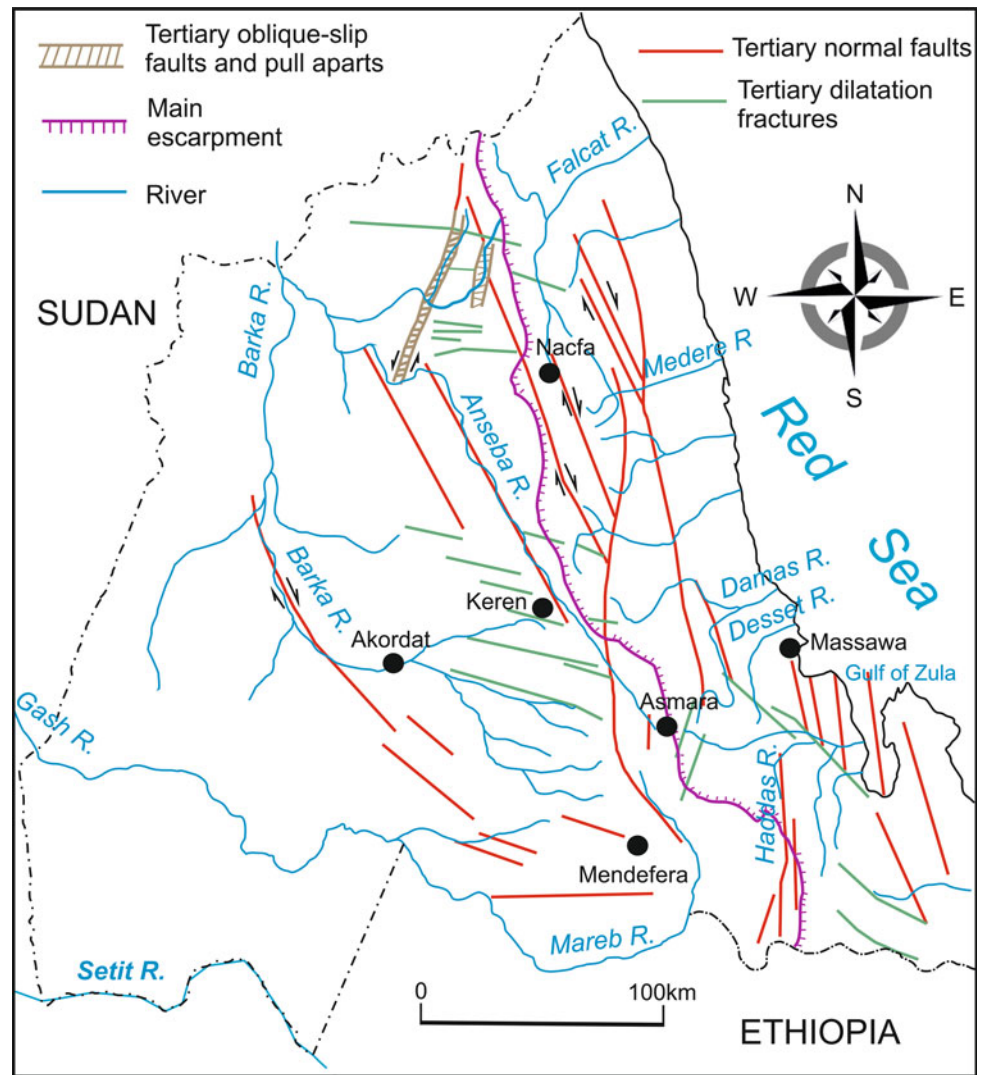 Tertiary oblique-slip
faults and pull aparts
Main
escarpment
River
Tertiary normal faults
Tertiary dilatation
fractures
Falcat R.
N
W
E
S
SUDAN
Barka R.
Nacfa
Medere R
Anseba R.
Red
Sea
Barka R.
Keren
Akordat
Damas R.
Desset R.
Massawa
Gulf of Zula
Gash R.
Asmara
Haddas R.
Mendefera
Mareb R.
Setit R.
0
100km
ETHIOPIA